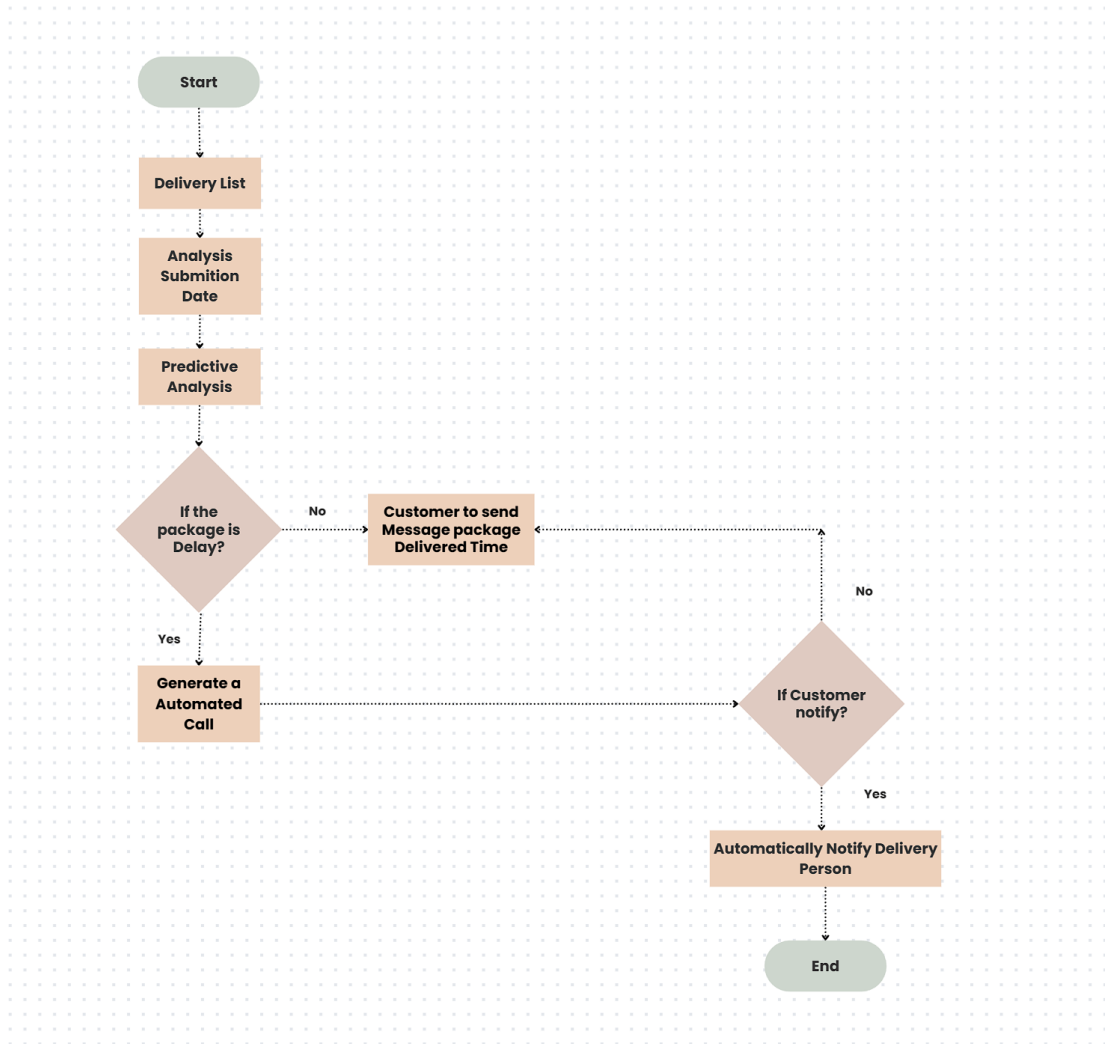 Start
Delivery List
Analysis
Submition
Date
Predictive
Analysis
If the
package is
Delay?
No
Customer to send
Message package
Delivered Time
No
Yes
Generate a
Automated
Call
If Customer
notify?
Yes
Automatically Notify Delivery
Person
End